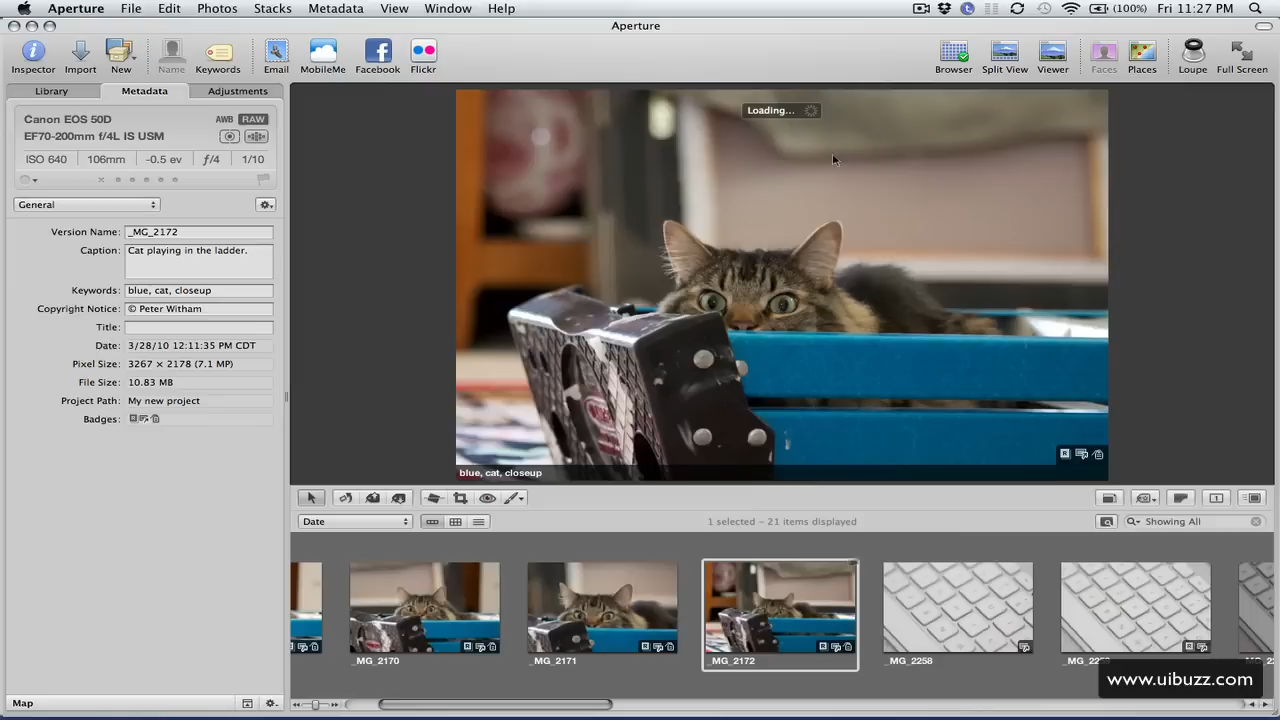 Aperture File Edit Photos Stacks Metadata View Window Help (100%) Fri 11:27 PM
Aperture
Inspector Import New Name Keywords Email MobileMe Facebook Flickr Browser Split View Viewer Faces Places Loupe Full Screen
Library Metadata Adjustments
Canon EOS 50D AWB RAW
EF70-200mm f/4L IS USM
ISO 640 106mm -0.5 ev ƒ/4 1/10
General
Version Name: _MG_2172
Caption: Cat playing in the ladder.
Keywords: blue, cat, closeup
Copyright Notice: © Peter Witham
Title:
Date: 3/28/10 12:11:35 PM CDT
Pixel Size: 3267 × 2178 (7.1 MP)
File Size: 10.83 MB
Project Path: My new project
Badges:
Loading...
blue, cat, closeup
Date 1 selected - 21 items displayed Showing All
_MG_2170 _MG_2171 _MG_2172 _MG_2258
www.uibuzz.com
Map